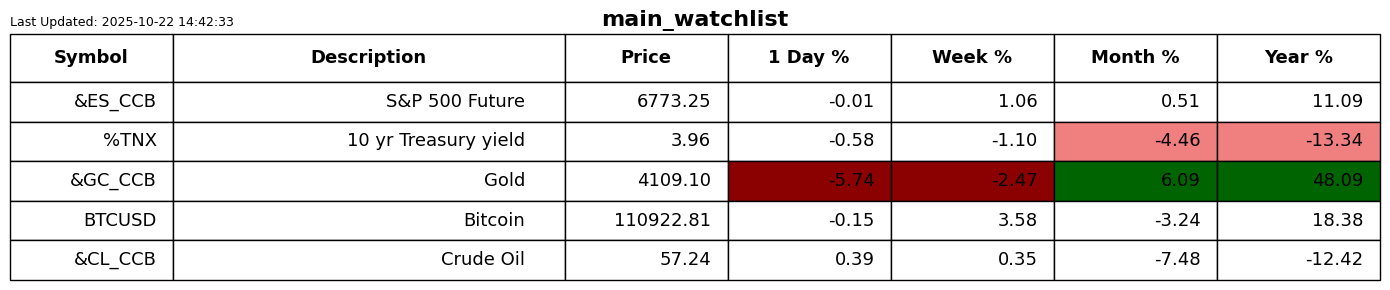 main_watchlist
Last Updated: 2025-10-22 14:42:33
Symbol Description Price 1 Day % Week % Month % Year %
&ES_CCB S&P 500 Future 6773.25 -0.01 1.06 0.51 11.09
%TNX 10 yr Treasury yield 3.96 -0.58 -1.10 -4.46 -13.34
&GC_CCB Gold 4109.10 -5.74 -2.47 6.09 48.09
BTCUSD Bitcoin 110922.81 -0.15 3.58 -3.24 18.38
&CL_CCB Crude Oil 57.24 0.39 0.35 -7.48 -12.42